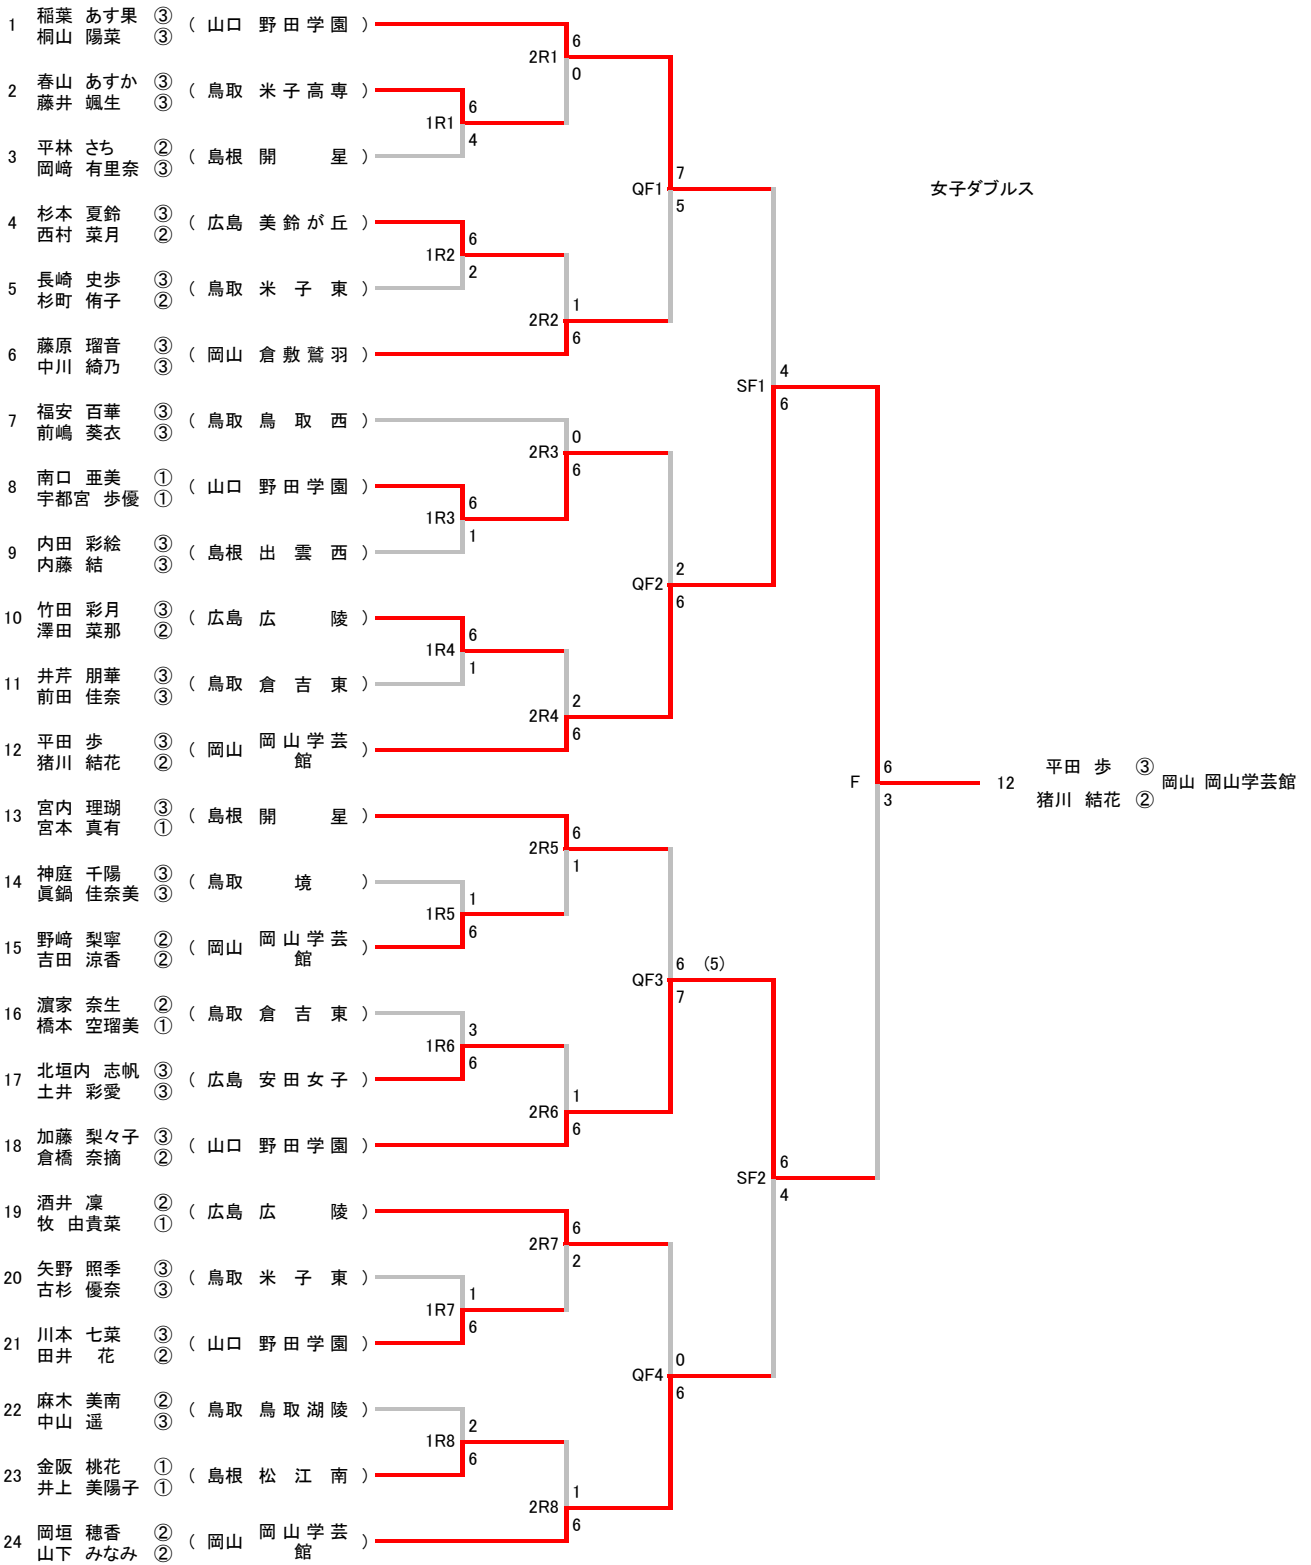 女子ダブルス
1 稲葉 あす果 ③ ( 山口 野田学園 )
桐山 陽菜 ③
2 春山 あすか ③ ( 鳥取 米子高専 )
藤井 颯生 ③
3 平林 さち ② ( 島根 開 星 )
岡﨑 有里奈 ③
4 杉本 夏鈴 ③ ( 広島 美鈴が丘 )
西村 菜月 ②
5 長崎 史歩 ③ ( 鳥取 米子東 )
杉町 侑子 ②
6 藤原 瑠音 ③ ( 岡山 倉敷鷲羽 )
中川 綺乃 ③
7 福安 百華 ③ ( 鳥取 鳥取西 )
前嶋 葵衣 ③
8 南口 亜美 ① ( 山口 野田学園 )
宇都宮 歩優 ①
9 内田 彩絵 ③ ( 島根 出雲西 )
内藤 結 ③
10 竹田 彩月 ③ ( 広島 広 陵 )
澤田 菜那 ②
11 井芹 朋華 ③ ( 鳥取 倉吉東 )
前田 佳奈 ③
12 平田 歩 ③ ( 岡山 岡山学芸館 )
猪川 結花 ②
13 宮内 理瑚 ③ ( 島根 開 星 )
宮本 真有 ①
14 神庭 千陽 ③ ( 鳥取 境 )
眞鍋 佳奈美 ③
15 野﨑 梨寧 ② ( 岡山 岡山学芸館 )
吉田 涼香 ②
16 濵家 奈生 ② ( 鳥取 倉吉東 )
橋本 空瑠美 ①
17 北垣内 志帆 ③ ( 広島 安田女子 )
土井 彩愛 ③
18 加藤 梨々子 ③ ( 山口 野田学園 )
倉橋 奈摘 ②
19 酒井 凜 ② ( 広島 広 陵 )
牧 由貴菜 ①
20 矢野 照季 ③ ( 鳥取 米子東 )
古杉 優奈 ③
21 川本 七菜 ③ ( 山口 野田学園 )
田井 花 ②
22 麻木 美南 ② ( 鳥取 鳥取湖陵 )
中山 遥 ③
23 金阪 桃花 ① ( 島根 松江南 )
井上 美陽子 ①
24 岡垣 穂香 ② ( 岡山 岡山学芸館 )
山下 みなみ ②
1R1 6 4
1R2 6 2
1R3 6 1
1R4 6 1
1R5 1 6
1R6 3 6
1R7 1 6
1R8 2 6
2R1 6 0
2R2 1 6
2R3 0 6
2R4 2 6
2R5 6 1
2R6 1 6
2R7 6 2
2R8 1 6
QF1 7 5
QF2 2 6
QF3 6 (5) 7
QF4 0 6
SF1 4 6
SF2 6 4
F 6 3
12 平田 歩 ③ 岡山 岡山学芸館
猪川 結花 ②